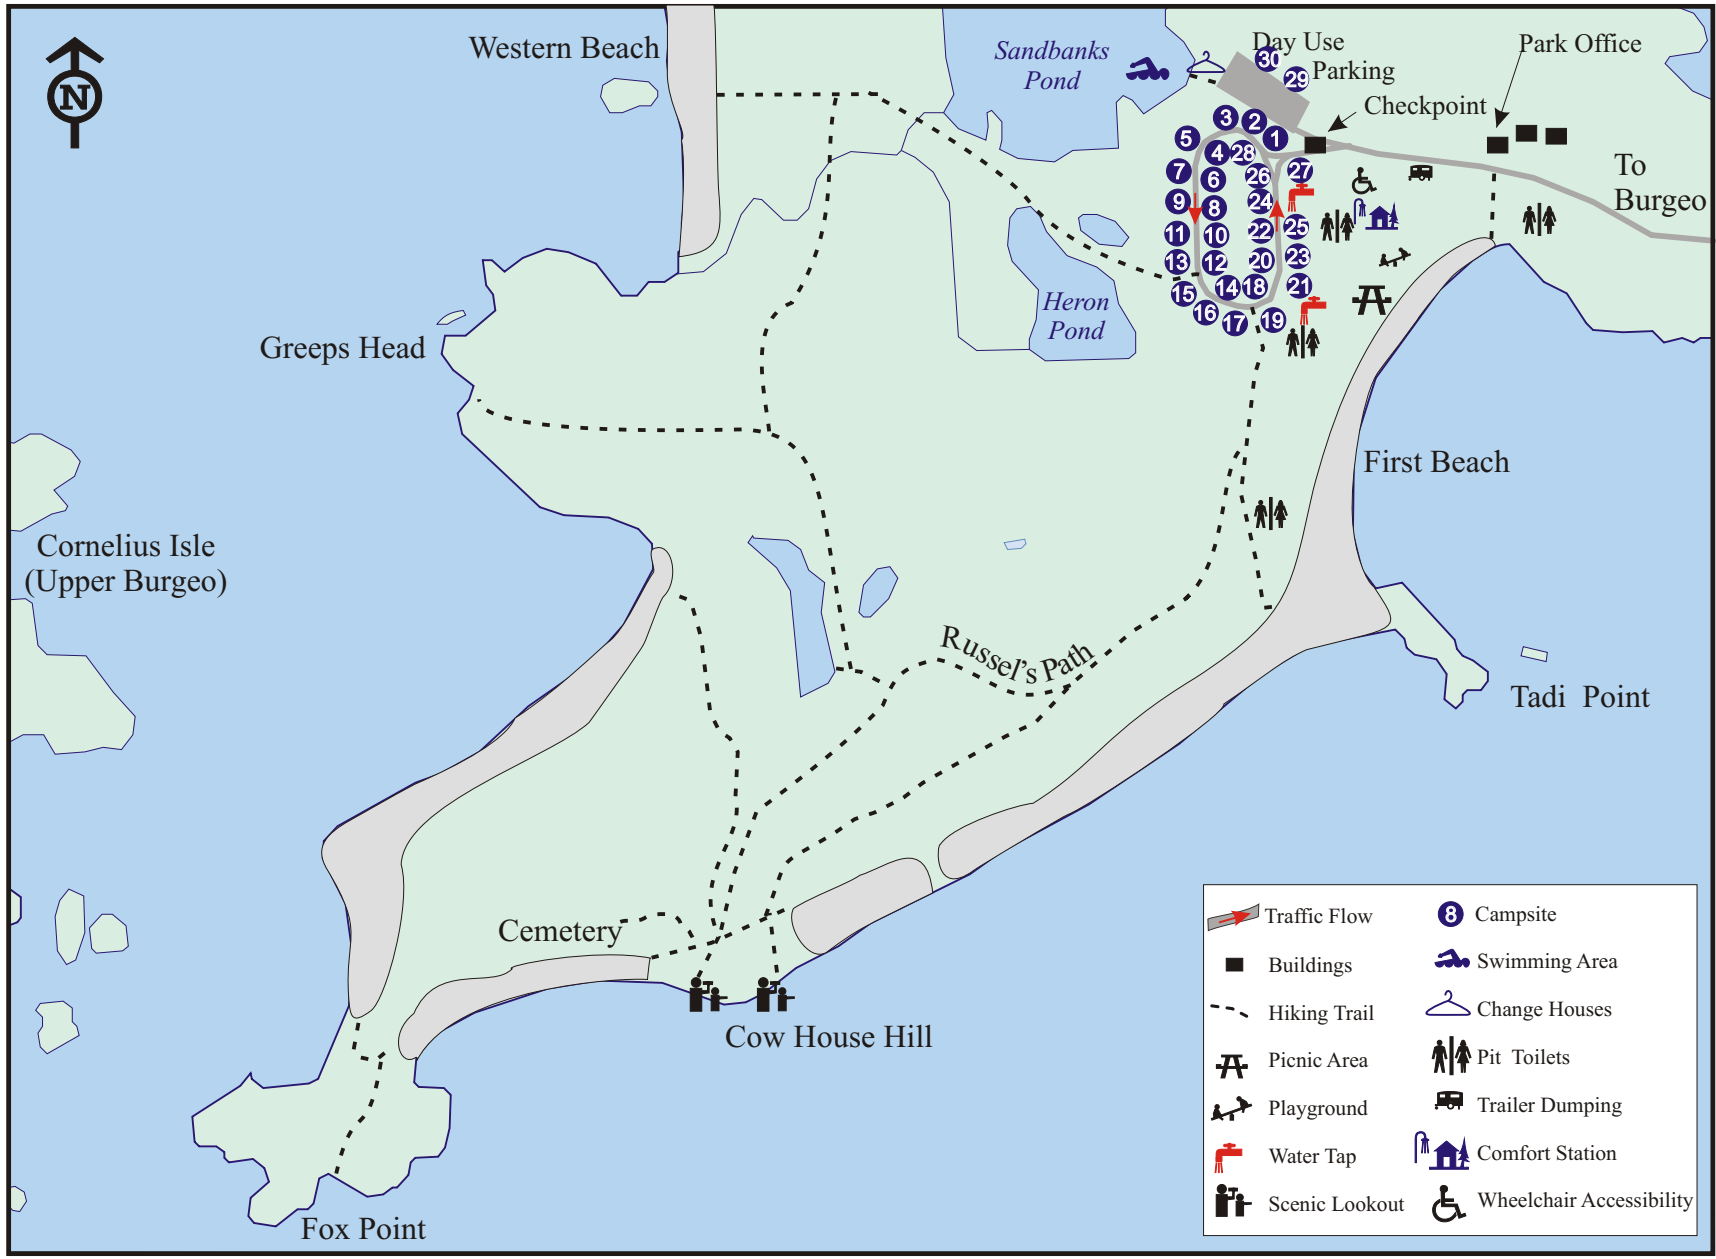 N
Western Beach
Sandbanks
Pond
Day Use
Parking
Park Office
Checkpoint
To
Burgeo
30
29
3
2
1
5
4
28
7
6
26
27
9
8
24
11
10
22
25
13
12
20
23
15
14
18
21
16
17
19
Heron
Pond
Greeps Head
First Beach
Cornelius Isle
(Upper Burgeo)
Russel's Path
Tadi Point
Cemetery
Cow House Hill
Fox Point
Traffic Flow
8 Campsite
Buildings
Swimming Area
Hiking Trail
Change Houses
Picnic Area
Pit Toilets
Playground
Trailer Dumping
Water Tap
Comfort Station
Scenic Lookout
Wheelchair Accessibility